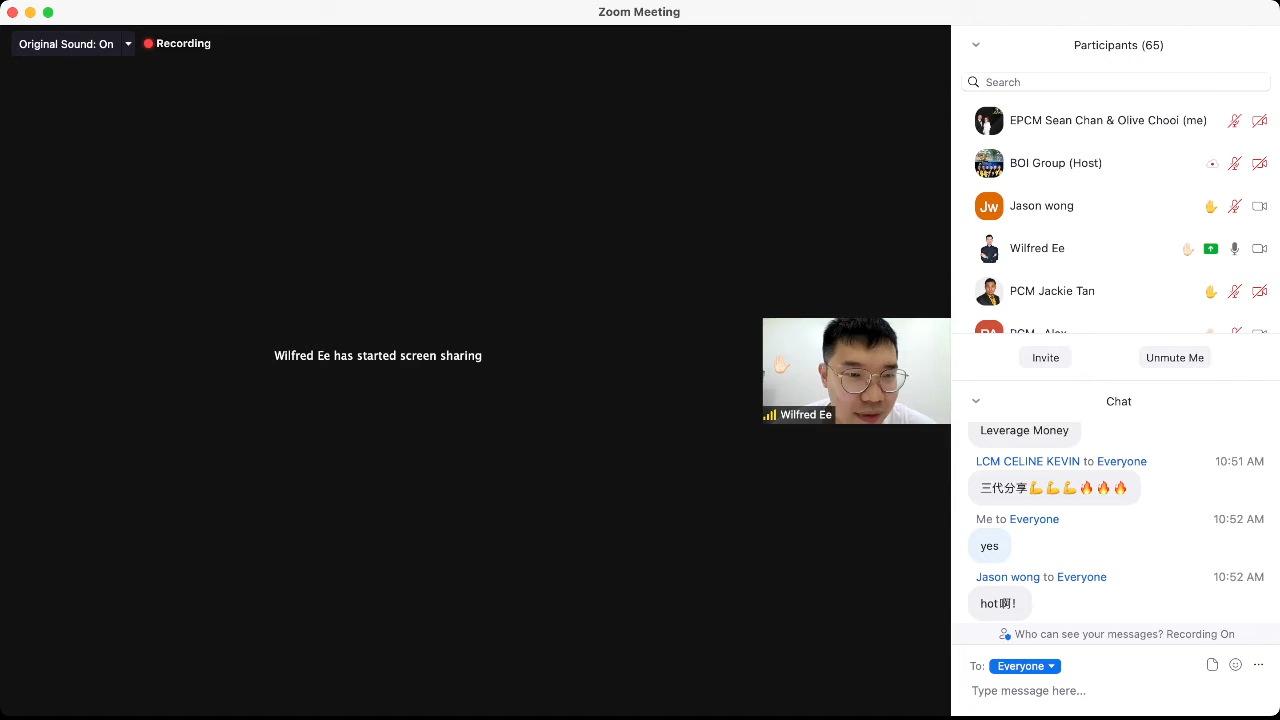 Zoom Meeting
Original Sound: On
Recording
Participants (65)
Search
EPCM Sean Chan & Olive Chooi (me)
BOI Group (Host)
Jw
Jason wong
Wilfred Ee
PCM Jackie Tan
Wilfred Ee has started screen sharing
Wilfred Ee
Invite
Unmute Me
Chat
Leverage Money
LCM CELINE KEVIN to Everyone
10:51 AM
三代分享💪💪💪🔥🔥🔥
Me to Everyone
10:52 AM
yes
Jason wong to Everyone
10:52 AM
hot啊!
Who can see your messages? Recording On
To:
Everyone
Type message here...